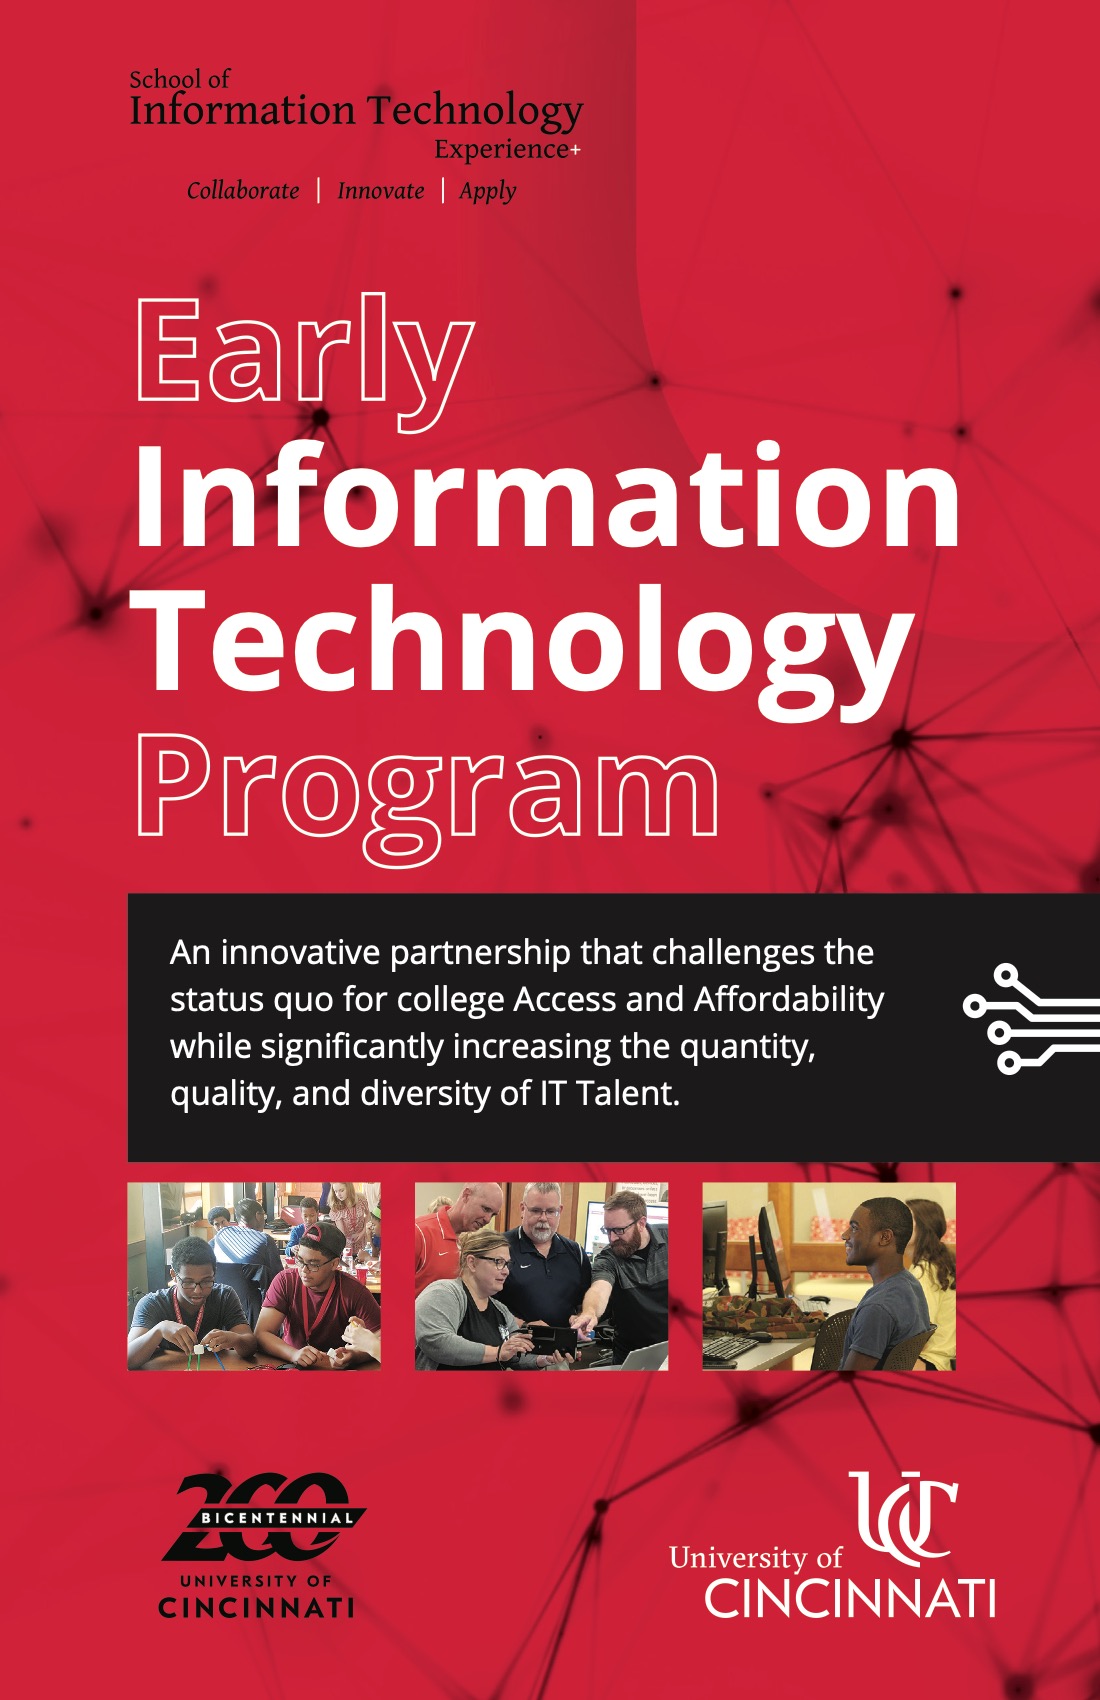 School of
Information Technology
Experience+
Collaborate | Innovate | Apply
Early
Information
Technology
Program
An innovative partnership that challenges the
status quo for college Access and Affordability
while significantly increasing the quantity,
quality, and diversity of IT Talent.
200
BICENTENNIAL
UNIVERSITY OF
CINCINNATI
UC
University of
CINCINNATI